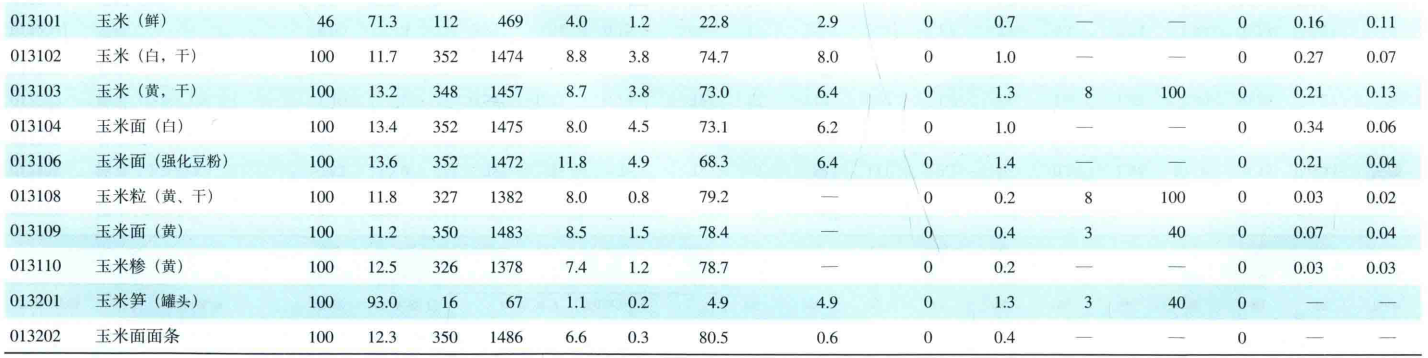 013101 玉米（鲜） 46 71.3 112 469 4.0 1.2 22.8 2.9 0 0.7 — — 0 0.16 0.11
013102 玉米（白，干） 100 11.7 352 1474 8.8 3.8 74.7 8.0 0 1.0 — — 0 0.27 0.07
013103 玉米（黄，干） 100 13.2 348 1457 8.7 3.8 73.0 6.4 0 1.3 8 100 0 0.21 0.13
013104 玉米面（白） 100 13.4 352 1475 8.0 4.5 73.1 6.2 0 1.0 — — 0 0.34 0.06
013106 玉米面（强化豆粉） 100 13.6 352 1472 11.8 4.9 68.3 6.4 0 1.4 — — 0 0.21 0.04
013108 玉米粒（黄、干） 100 11.8 327 1382 8.0 0.8 79.2 — 0 0.2 8 100 0 0.03 0.02
013109 玉米面（黄） 100 11.2 350 1483 8.5 1.5 78.4 — 0 0.4 3 40 0 0.07 0.04
013110 玉米糁（黄） 100 12.5 326 1378 7.4 1.2 78.7 — 0 0.2 — — 0 0.03 0.03
013201 玉米笋（罐头） 100 93.0 16 67 1.1 0.2 4.9 4.9 0 1.3 3 40 0 — —
013202 玉米面面条 100 12.3 350 1486 6.6 0.3 80.5 0.6 0 0.4 — — 0 — —